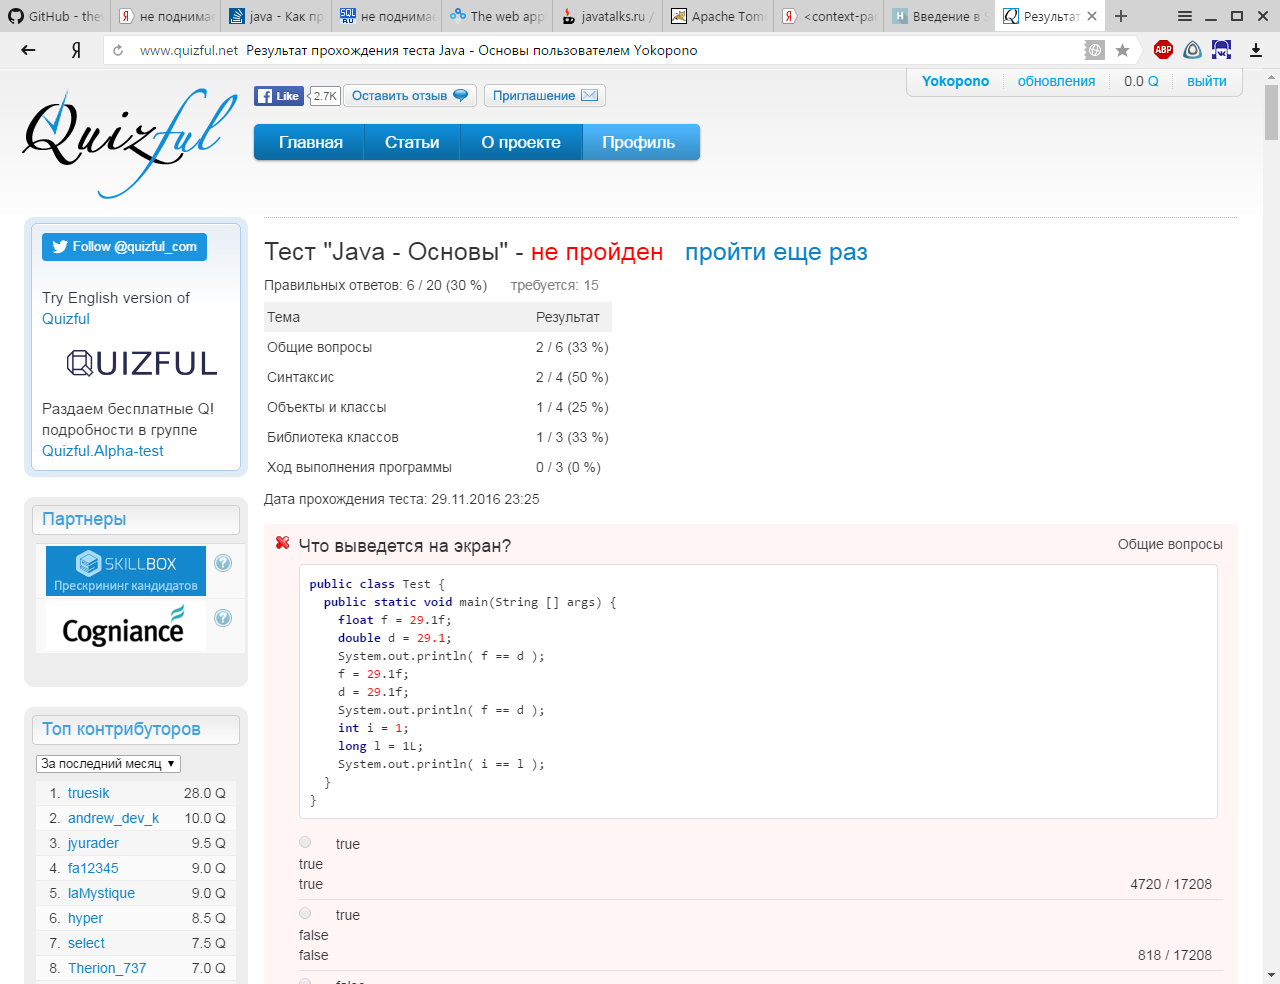 GitHub - thev
не поднимае
java - Как пр
не поднимае
The web app
javatalks.ru /
Apache Tomc
<context-par
Введение в S
Результат
www.quizful.net Результат прохождения теста Java - Основы пользователем Yokopono
Yokopono обновления 0.0 Q выйти
Like 2.7K Оставить отзыв Приглашение
Quizful
Главная Статьи О проекте Профиль
Follow @quizful_com
Try English version of
Quizful
QUIZFUL
Раздаем бесплатные Q!
подробности в группе
Quizful.Alpha-test
Партнеры
SKILLBOX
Прескрининг кандидатов
Cogniance
Топ контрибуторов
За последний месяц
1. truesik 28.0 Q
2. andrew_dev_k 10.0 Q
3. jyurader 9.5 Q
4. fa12345 9.0 Q
5. laMystique 9.0 Q
6. hyper 8.5 Q
7. select 7.5 Q
8. Therion_737 7.0 Q
Тест "Java - Основы" - не пройден пройти еще раз
Правильных ответов: 6 / 20 (30 %) требуется: 15
Тема Результат
Общие вопросы 2 / 6 (33 %)
Синтаксис 2 / 4 (50 %)
Объекты и классы 1 / 4 (25 %)
Библиотека классов 1 / 3 (33 %)
Ход выполнения программы 0 / 3 (0 %)
Дата прохождения теста: 29.11.2016 23:25
Что выведется на экран? Общие вопросы
public class Test {
public static void main(String [] args) {
float f = 29.1f;
double d = 29.1;
System.out.println( f == d );
f = 29.1f;
d = 29.1f;
System.out.println( f == d );
int i = 1;
long l = 1L;
System.out.println( i == l );
}
}
true
true
true 4720 / 17208
true
false
false 818 / 17208
false